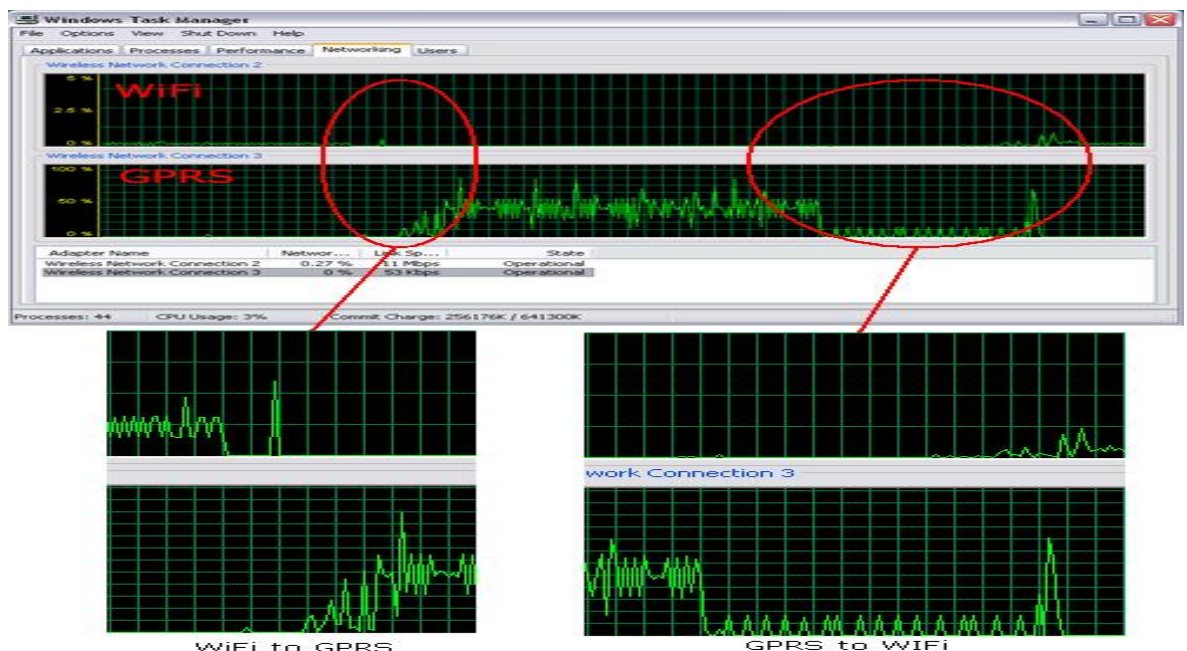 Windows Task Manager
File Options View Shut Down Help
Applications Processes Performance Networking Users
Wireless Network Connection 2
5 %
WiFi
2.5 %
0 %
Wireless Network Connection 3
100 %
GPRS
50 %
0 %
Adapter Name Networ... Link Sp... State
Wireless Network Connection 2 0.27 % 11 Mbps Operational
Wireless Network Connection 3 0 % 53 Kbps Operational
Processes: 44 CPU Usage: 3% Commit Charge: 256176K / 641300K
work Connection 3
WiFi to GPRS
GPRS to WIFi